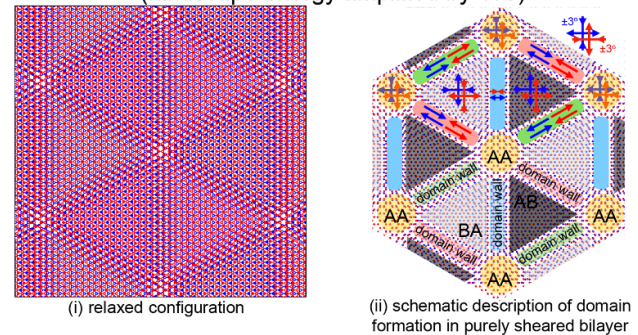 ±3°
±3°
AA
domain wall
domain wall
domain wall
AB
AA
AA
BA
domain wall
domain wall
AA
(i) relaxed configuration
(ii) schematic description of domain
formation in purely sheared bilayer